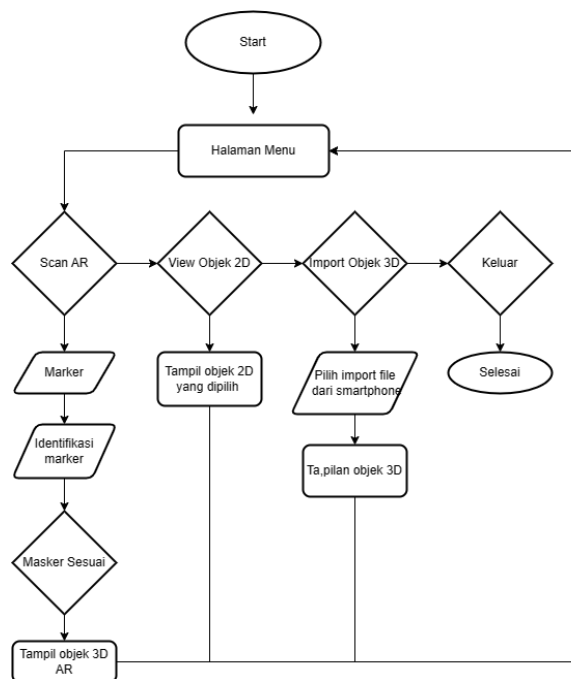 Start
Halaman Menu
Scan AR
View Objek 2D
Import Objek 3D
Keluar
Marker
Tampil objek 2D
yang dipilih
Pilih import file
dari smartphone
Selesai
Identifikasi
marker
Ta,pilan objek 3D
Masker Sesuai
Tampil objek 3D
AR